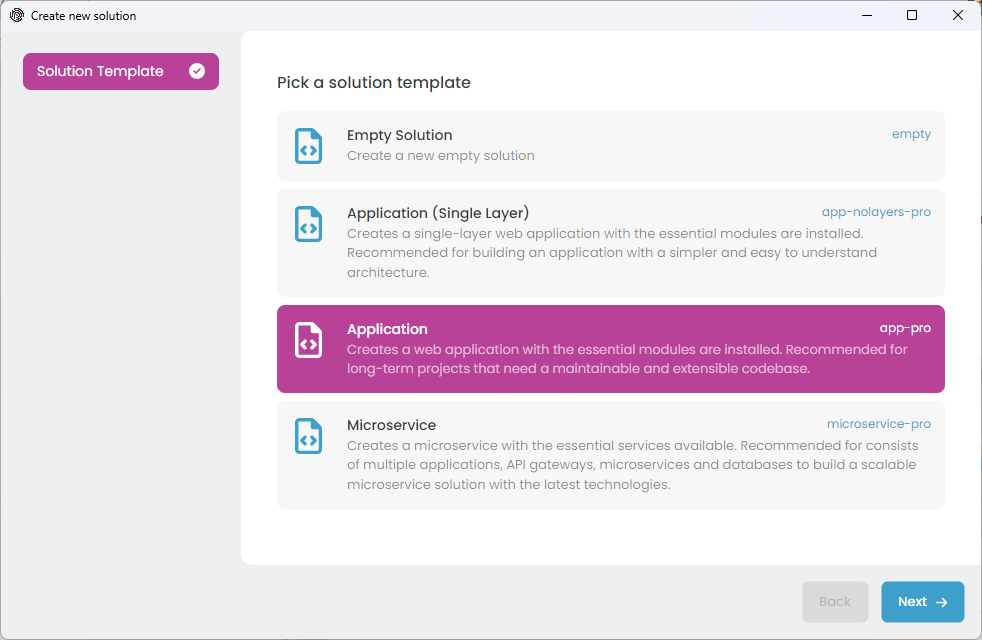 Create new solution
Solution Template
Pick a solution template
Empty Solution
empty
Create a new empty solution
Application (Single Layer)
app-nolayers-pro
Creates a single-layer web application with the essential modules are installed.
Recommended for building an application with a simpler and easy to understand
architecture.
Application
app-pro
Creates a web application with the essential modules are installed. Recommended for
long-term projects that need a maintainable and extensible codebase.
Microservice
microservice-pro
Creates a microservice with the essential services available. Recommended for consists
of multiple applications, API gateways, microservices and databases to build a scalable
microservice solution with the latest technologies.
Back
Next